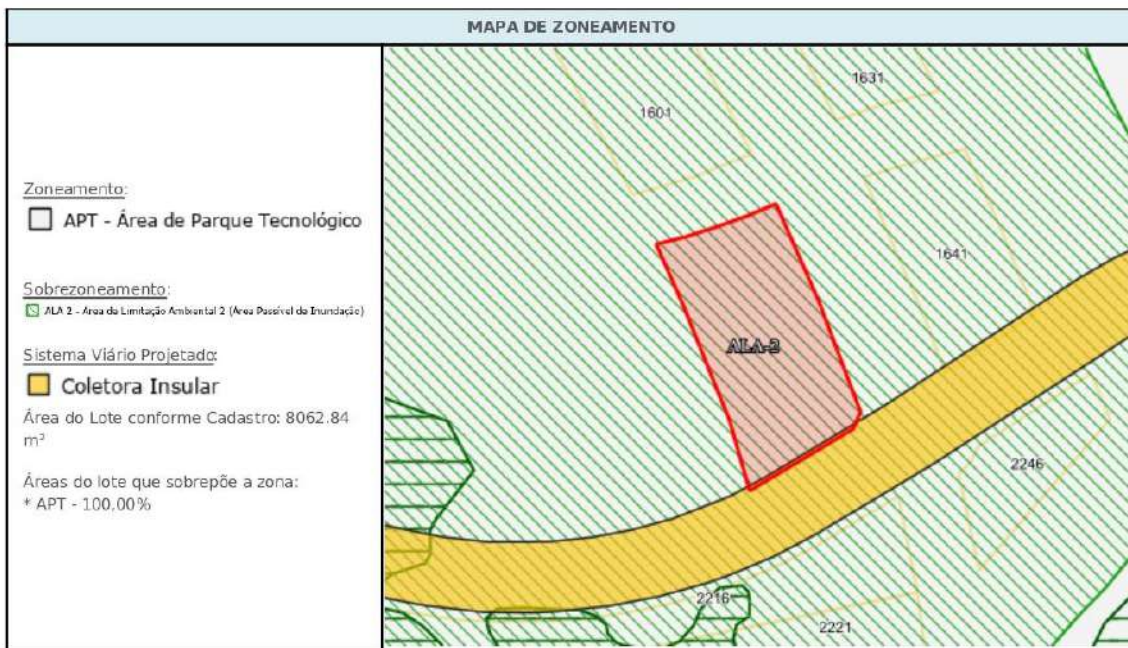 MAPA DE ZONEAMENTO
Zoneamento:
APT - Área de Parque Tecnológico
Sobrezoneamento:
ALA 2 - Área de Limitação Ambiental 2 (Área Passível de Inundação)
Sistema Viário Projetado:
Coletora Insular
Área do Lote conforme Cadastro: 8062.84
m²
Áreas do lote que sobrepõe a zona:
* APT - 100,00%
1631
1601
1641
ALA-2
2246
2216
2221